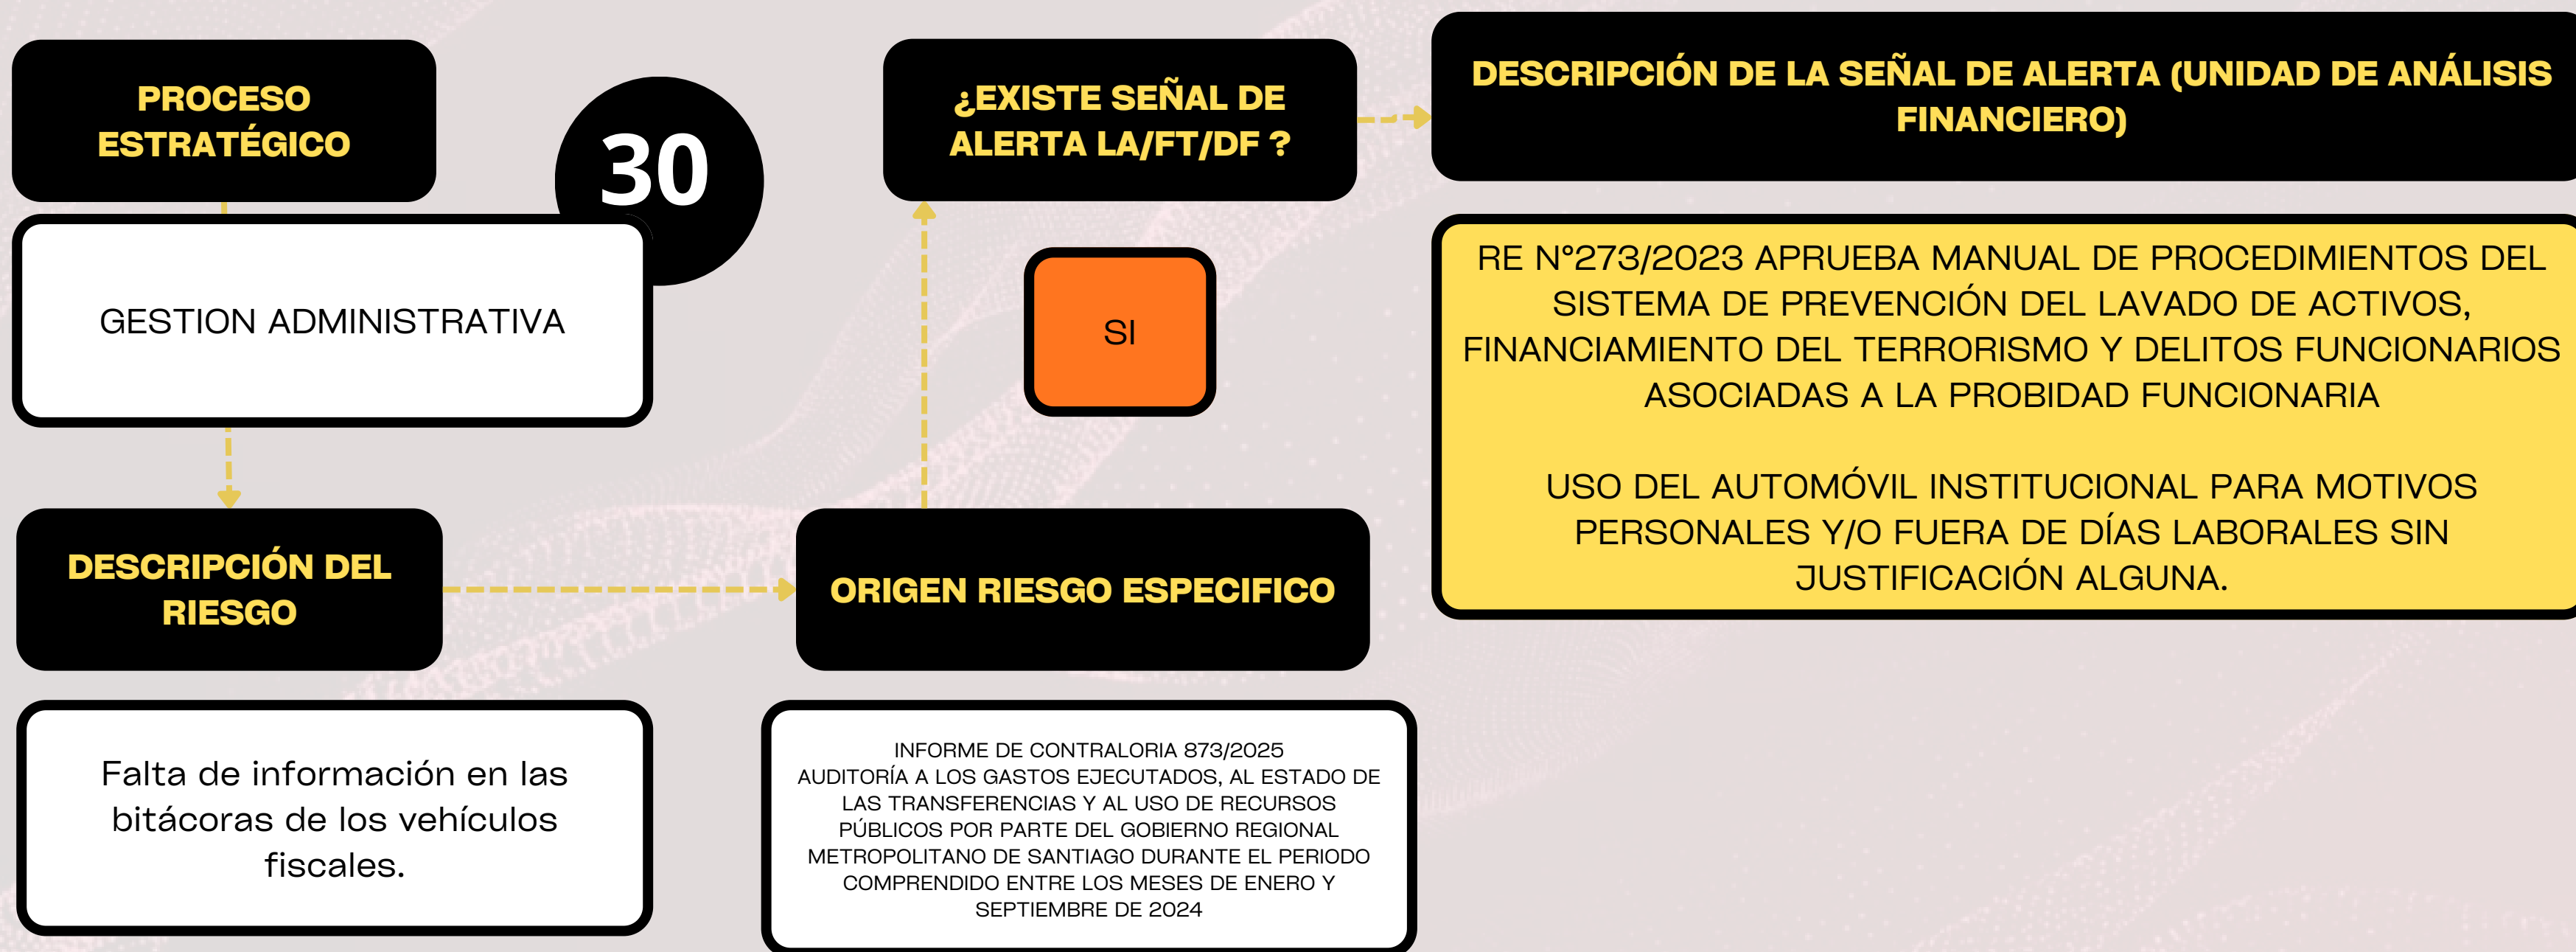 PROCESO
ESTRATÉGICO
30
GESTION ADMINISTRATIVA
DESCRIPCIÓN DEL
RIESGO
Falta de información en las
bitácoras de los vehículos
fiscales.
ORIGEN RIESGO ESPECIFICO
INFORME DE CONTRALORIA 873/2025
AUDITORÍA A LOS GASTOS EJECUTADOS, AL ESTADO DE
LAS TRANSFERENCIAS Y AL USO DE RECURSOS
PÚBLICOS POR PARTE DEL GOBIERNO REGIONAL
METROPOLITANO DE SANTIAGO DURANTE EL PERIODO
COMPRENDIDO ENTRE LOS MESES DE ENERO Y
SEPTIEMBRE DE 2024
¿EXISTE SEÑAL DE
ALERTA LA/FT/DF ?
SI
DESCRIPCIÓN DE LA SEÑAL DE ALERTA (UNIDAD DE ANÁLISIS
FINANCIERO)
RE N°273/2023 APRUEBA MANUAL DE PROCEDIMIENTOS DEL
SISTEMA DE PREVENCIÓN DEL LAVADO DE ACTIVOS,
FINANCIAMIENTO DEL TERRORISMO Y DELITOS FUNCIONARIOS
ASOCIADAS A LA PROBIDAD FUNCIONARIA
USO DEL AUTOMÓVIL INSTITUCIONAL PARA MOTIVOS
PERSONALES Y/O FUERA DE DÍAS LABORALES SIN
JUSTIFICACIÓN ALGUNA.